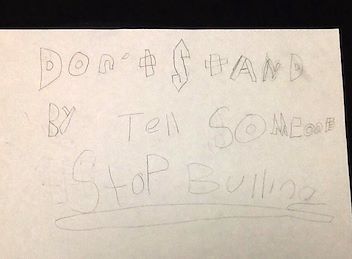 Don't Stand
By Tell Someone
Stop Bulling